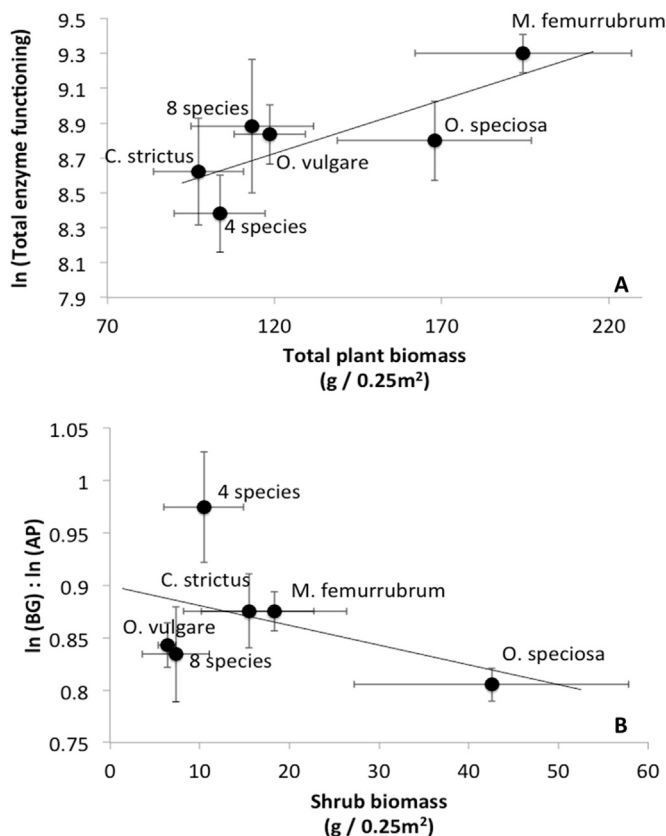 9.5
9.3
9.1
8.9
8.7
8.5
8.3
8.1
7.9
ln (Total enzyme functioning)
M. femurrubrum
8 species
O. speciosa
C. strictus
O. vulgare
4 species
A
70
120
170
220
Total plant biomass
(g / 0.25m²)
1.05
1
0.95
0.9
0.85
0.8
0.75
ln (BG) : ln (AP)
4 species
C. strictus
M. femurrubrum
O. vulgare
8 species
O. speciosa
B
0
10
20
30
40
50
60
Shrub biomass
(g / 0.25m²)